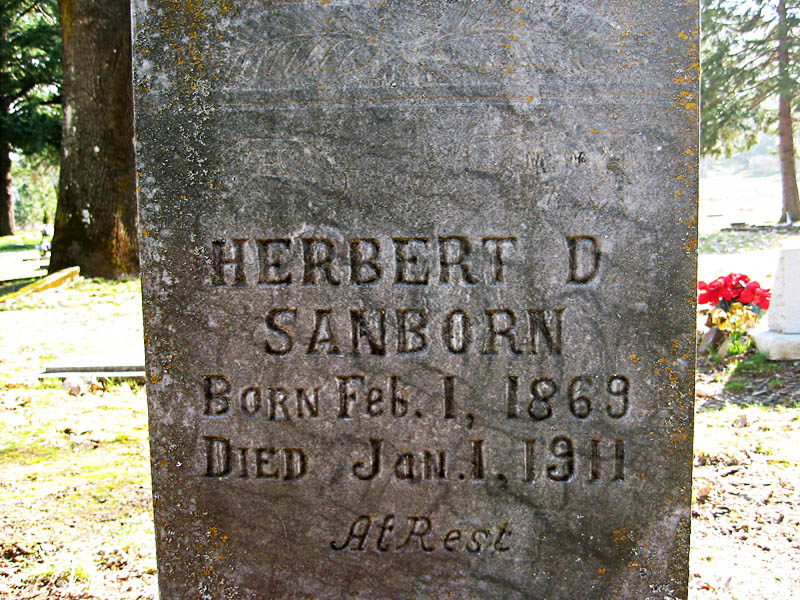 HERBERT D
SANBORN
BORN Feb. 1, 1869
DIED Jan. 1, 1911
At Rest